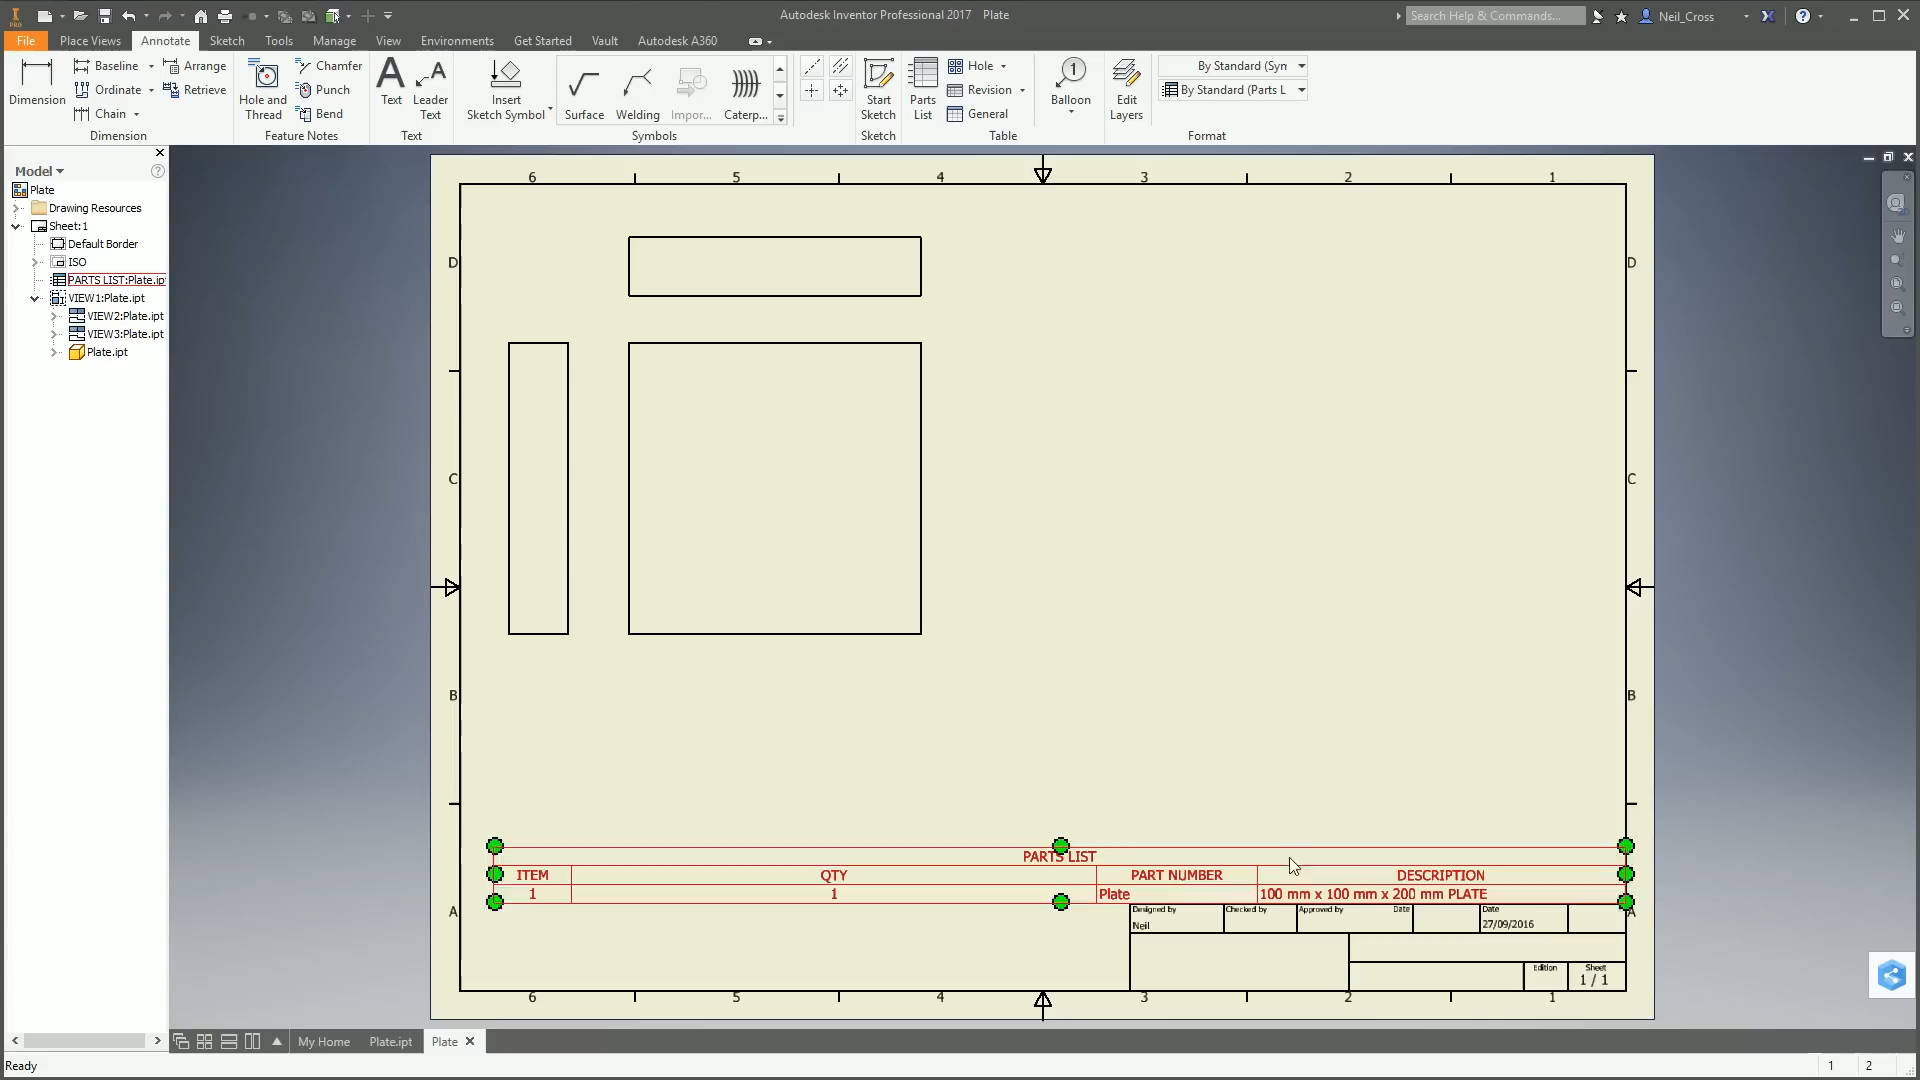 Autodesk Inventor Professional 2017 Plate
Search Help & Commands...
Neil_Cross
File Place Views Annotate Sketch Tools Manage View Environments Get Started Vault Autodesk A360
Dimension
Baseline
Ordinate
Chain
Arrange
Retrieve
Dimension
Hole and
Thread
Chamfer
Punch
Bend
Feature Notes
Text
Leader
Text
Text
Insert
Sketch Symbol
Surface
Welding
Impor...
Caterp...
Symbols
Start
Sketch
Sketch
Parts
List
Hole
Revision
General
Table
Balloon
Edit
Layers
By Standard (Syn
By Standard (Parts L
Format
Model
Plate
Drawing Resources
Sheet:1
Default Border
ISO
PARTS LIST:Plate.ip
VIEW1:Plate.ipt
VIEW2:Plate.ipt
VIEW3:Plate.ipt
Plate.ipt
6 5 4 3 2 1
D D
C C
B B
A A
PARTS LIST
ITEM QTY PART NUMBER DESCRIPTION
1 1 Plate 100 mm x 100 mm x 200 mm PLATE
Designed by Checked by Approved by Date Date
Neil 27/09/2016
Edition Sheet
1 / 1
6 5 4 3 2 1
My Home Plate.ipt Plate
Ready
1 2